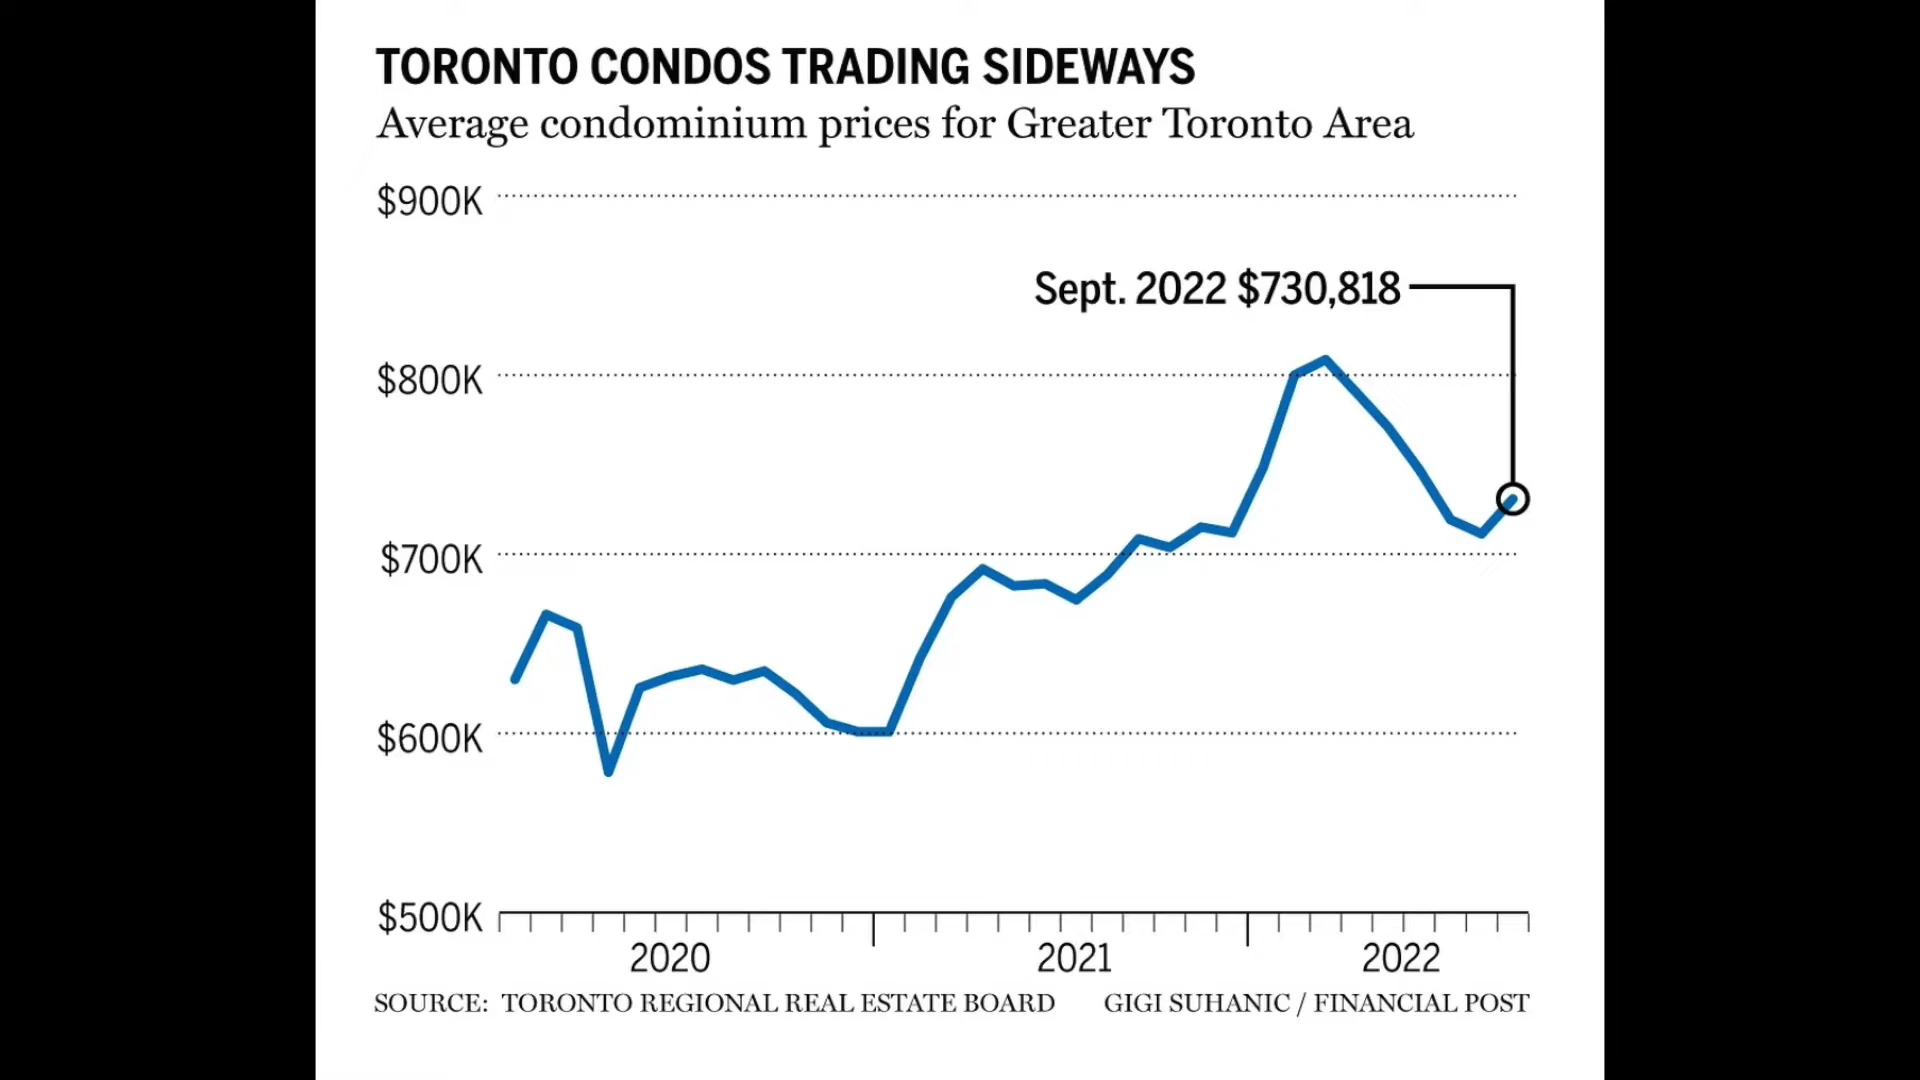 TORONTO CONDOS TRADING SIDEWAYS
Average condominium prices for Greater Toronto Area
$900K
Sept. 2022 $730,818
$800K
$700K
$600K
$500K
2020 2021 2022
SOURCE: TORONTO REGIONAL REAL ESTATE BOARD GIGI SUHANIC / FINANCIAL POST